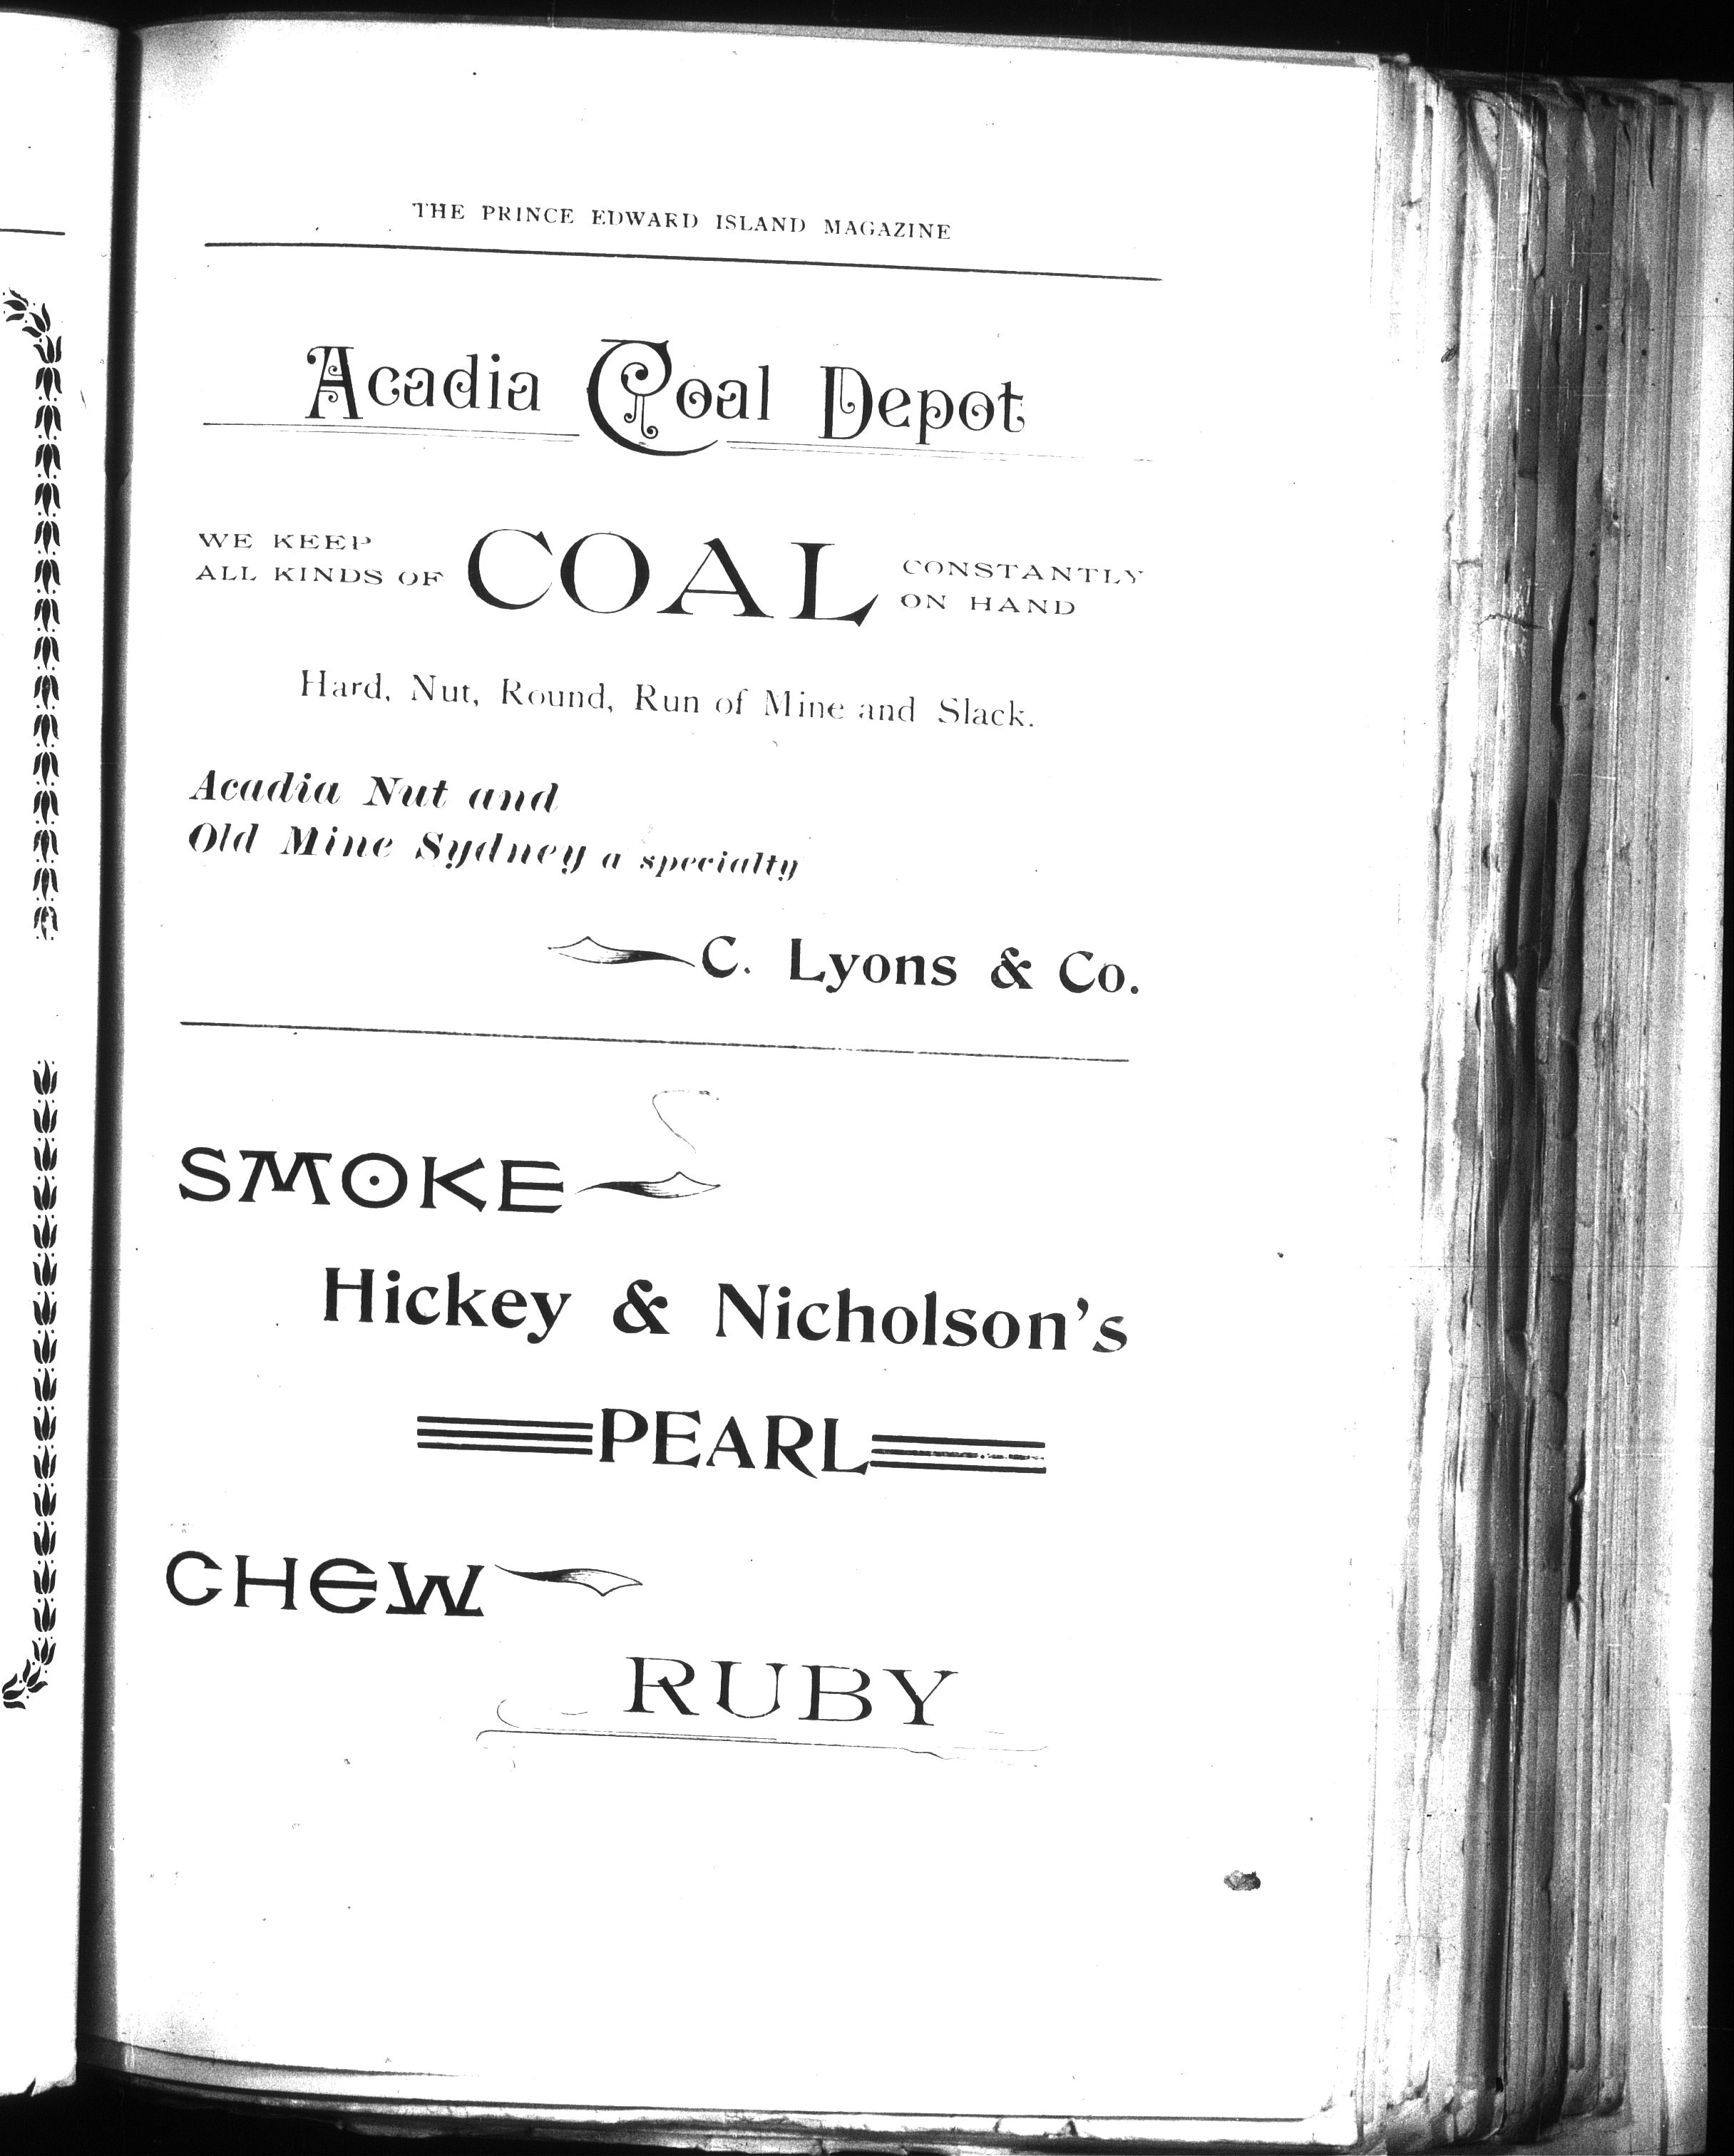 THE PRINCE EDWARD ISLAND MAGAZINE
Acadia Coal Depot
WE KEEP
ALL KINDS OF COAL CONSTANTLY
ON HAND
Hard, Nut, Round, Run of Mine and Slack.
Acadia Nut and
Old Mine Sydney a specialty
C. Lyons & Co.
SMOKE
Hickey & Nicholson's
PEARL
CHEW
RUBY